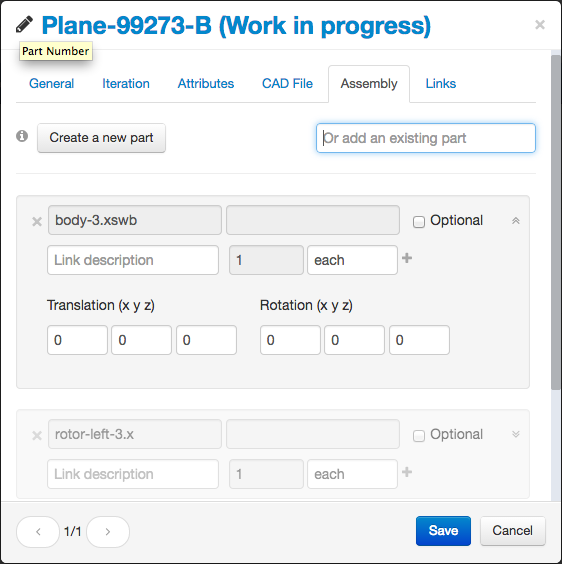 Plane-99273-B (Work in progress)
×
Part Number
General Iteration Attributes CAD File Assembly Links
Create a new part Or add an existing part
body-3.xswb Optional
Link description 1 each
Translation (x y z) Rotation (x y z)
0 0 0 0 0 0
rotor-left-3.x Optional
Link description 1 each
1/1 Save Cancel